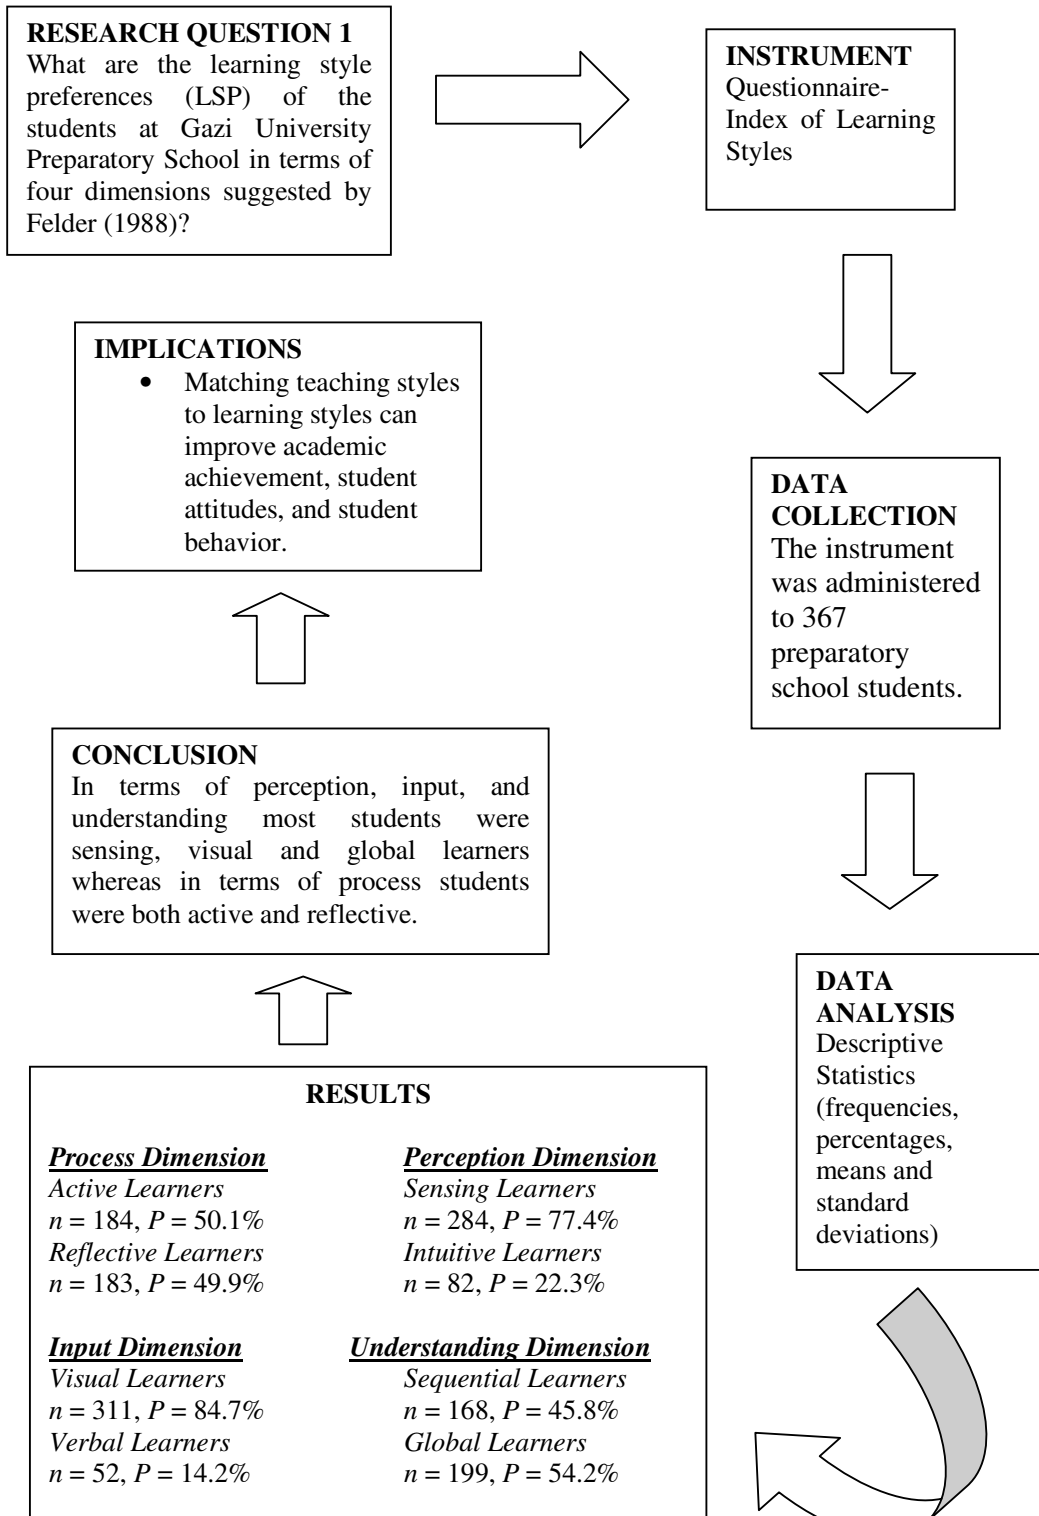 RESEARCH QUESTION 1
What are the learning style
preferences (LSP) of the
students at Gazi University
Preparatory School in terms of
four dimensions suggested by
Felder (1988)?
INSTRUMENT
Questionnaire-
Index of Learning
Styles
DATA
COLLECTION
The instrument
was administered
to 367
preparatory
school students.
DATA
ANALYSIS
Descriptive
Statistics
(frequencies,
percentages,
means and
standard
deviations)
RESULTS
Process Dimension
Active Learners
n = 184, P = 50.1%
Reflective Learners
n = 183, P = 49.9%
Perception Dimension
Sensing Learners
n = 284, P = 77.4%
Intuitive Learners
n = 82, P = 22.3%
Input Dimension
Visual Learners
n = 311, P = 84.7%
Verbal Learners
n = 52, P = 14.2%
Understanding Dimension
Sequential Learners
n = 168, P = 45.8%
Global Learners
n = 199, P = 54.2%
CONCLUSION
In terms of perception, input, and
understanding most students were
sensing, visual and global learners
whereas in terms of process students
were both active and reflective.
IMPLICATIONS
• Matching teaching styles
to learning styles can
improve academic
achievement, student
attitudes, and student
behavior.